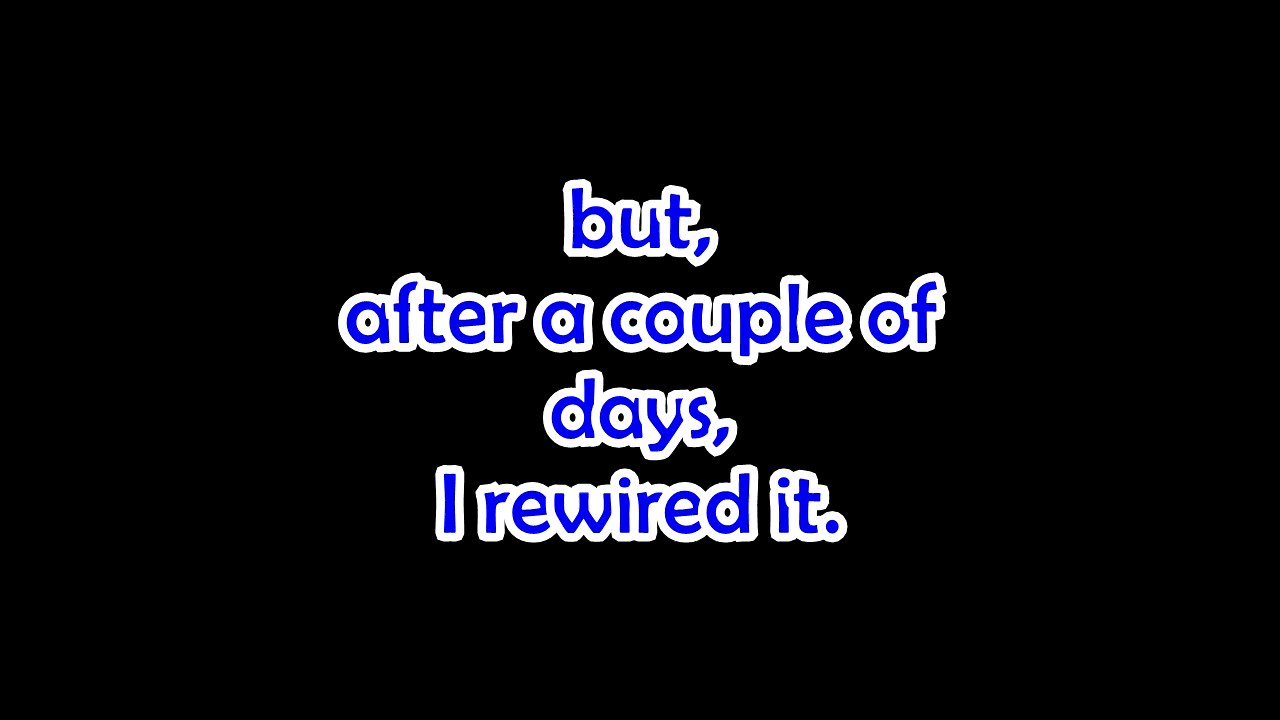 but,
after a couple of
days,
I rewired it.